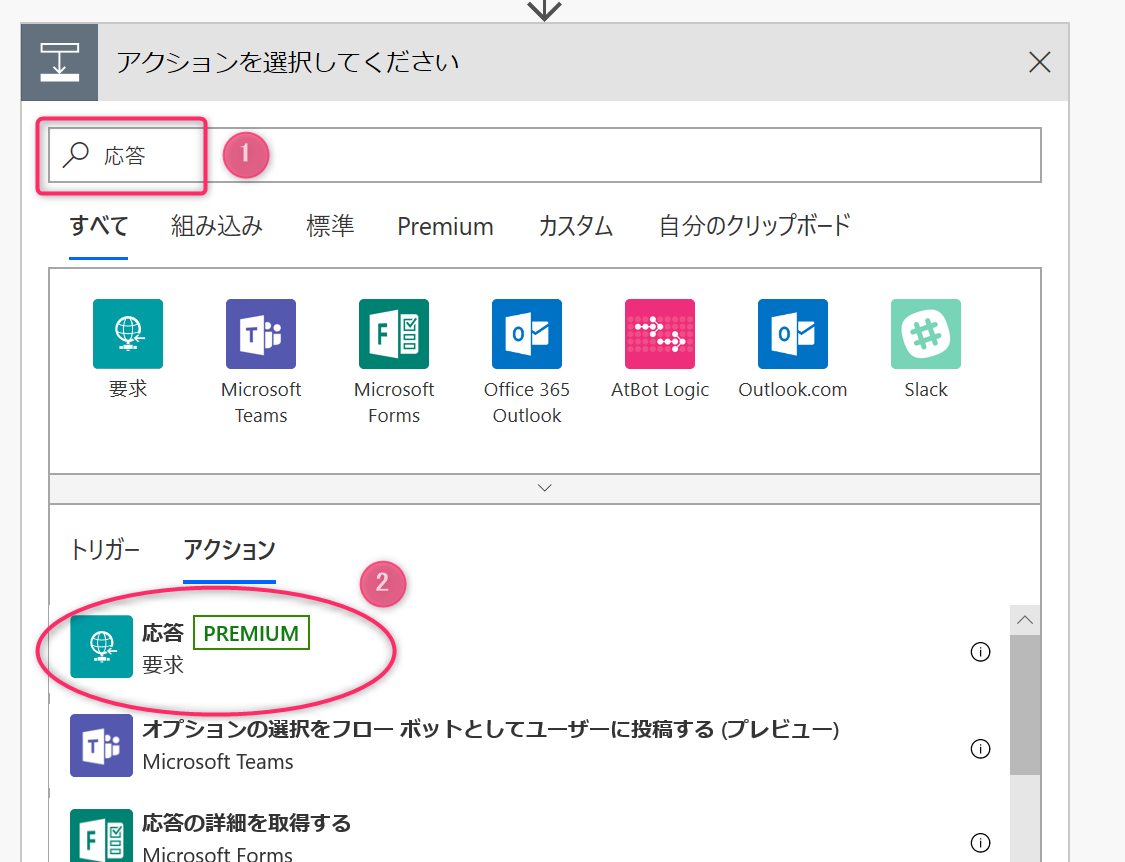 アクションを選択してください
応答
1
すべて 組み込み 標準 Premium カスタム 自分のクリップボード
要求
Microsoft Teams
Microsoft Forms
Office 365 Outlook
AtBot Logic
Outlook.com
Slack
トリガー アクション
2
応答 PREMIUM
要求
オプションの選択をフロー ボットとしてユーザーに投稿する (プレビュー)
Microsoft Teams
応答の詳細を取得する
Microsoft Forms